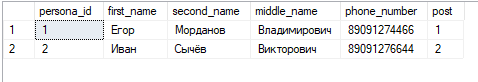 persona_id first_name second_name middle_name phone_number post
1 1 Егор Морданов Владимирович 89091274466 1
2 2 Иван Сычёв Викторович 89091276644 2